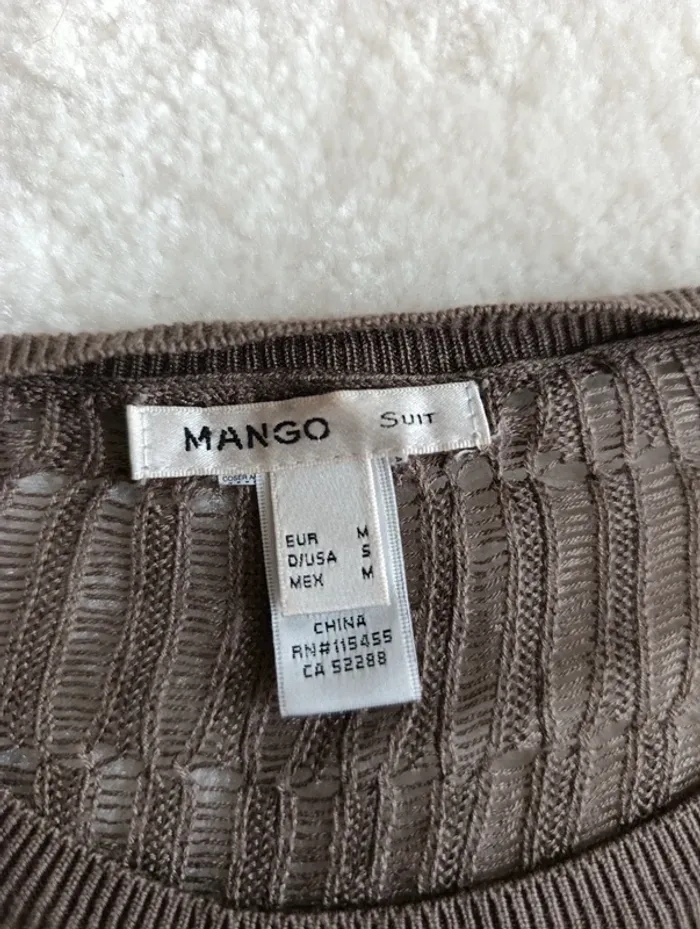 MANGO SUIT
EUR M
D/USA S
MEX M
CHINA
RN#115455
CA 52288